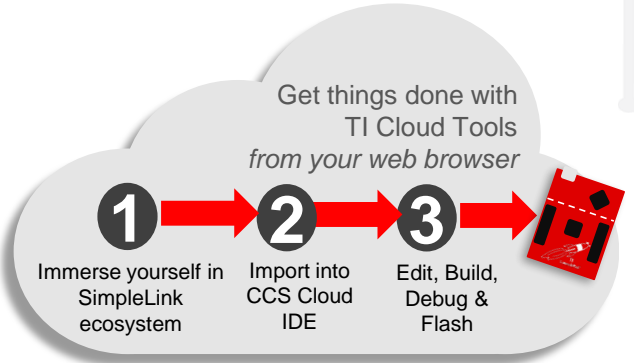 Get things done with
TI Cloud Tools
from your web browser
1
2
3
Immerse yourself in
SimpleLink
ecosystem
Import into
CCS Cloud
IDE
Edit, Build,
Debug &
Flash